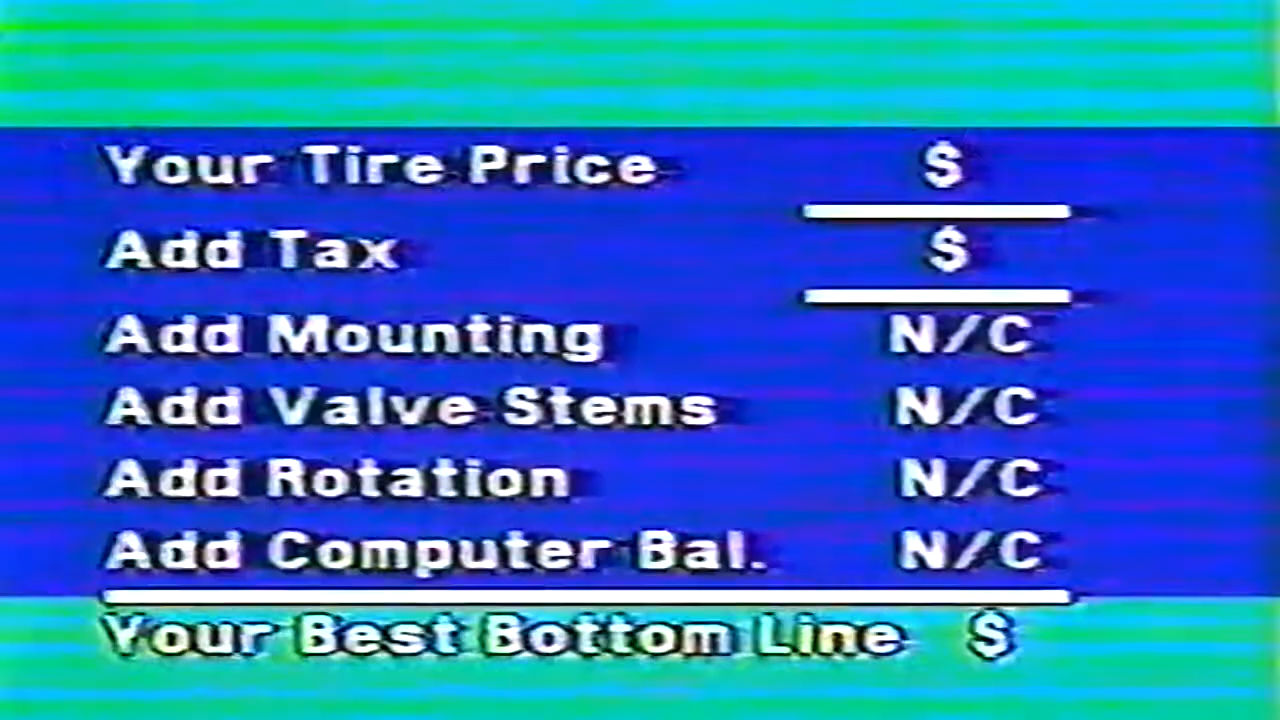 Your Tire Price $
Add Tax $
Add Mounting N/C
Add Valve Stems N/C
Add Rotation N/C
Add Computer Bal. N/C
Your Best Bottom Line $